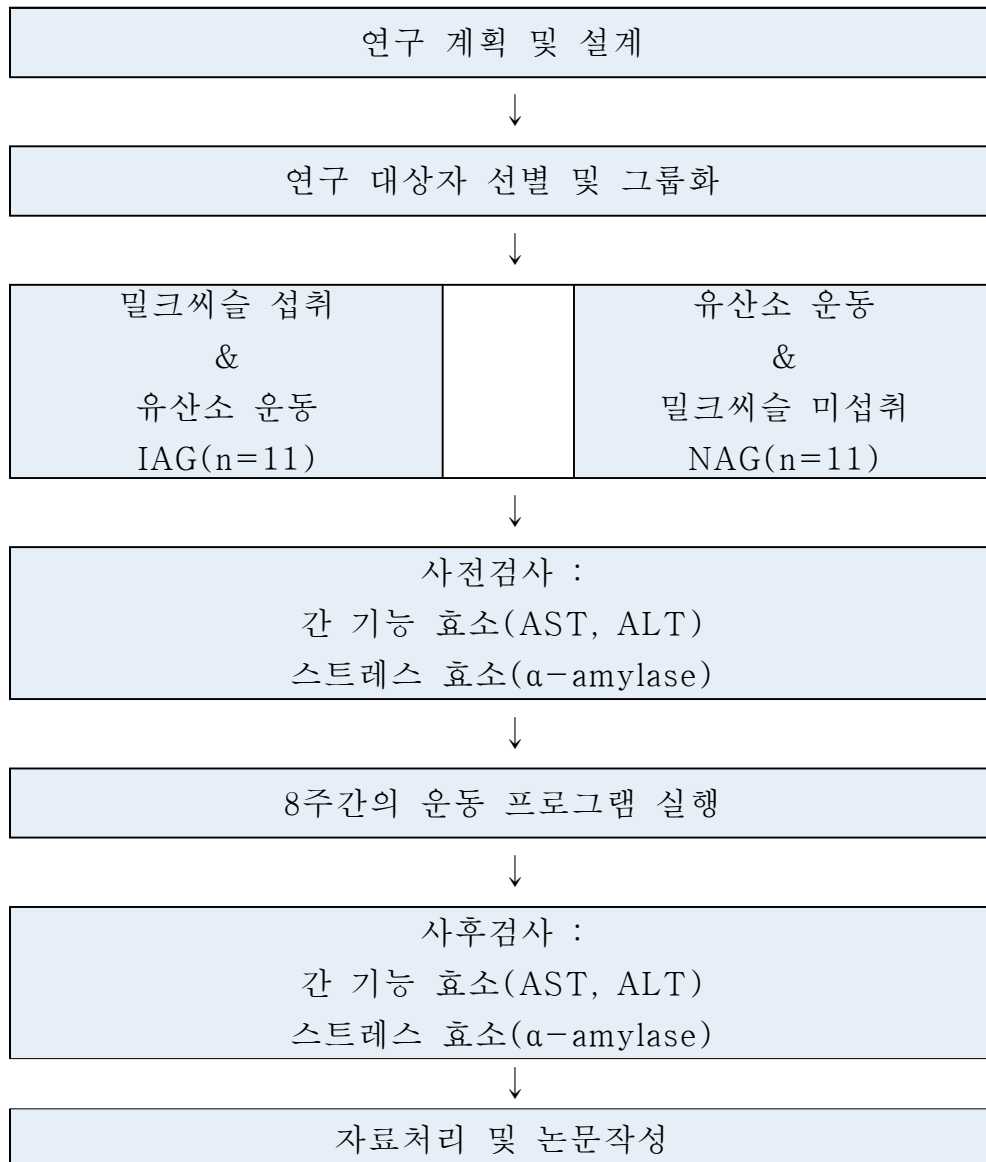 연구 계획 및 설계
↓
연구 대상자 선별 및 그룹화
↓
밀크씨슬 섭취
&
유산소 운동
IAG(n=11)
유산소 운동
&
밀크씨슬 미섭취
NAG(n=11)
↓
사전검사 :
간 기능 효소(AST, ALT)
스트레스 효소(α-amylase)
↓
8주간의 운동 프로그램 실행
↓
사후검사 :
간 기능 효소(AST, ALT)
스트레스 효소(α-amylase)
↓
자료처리 및 논문작성